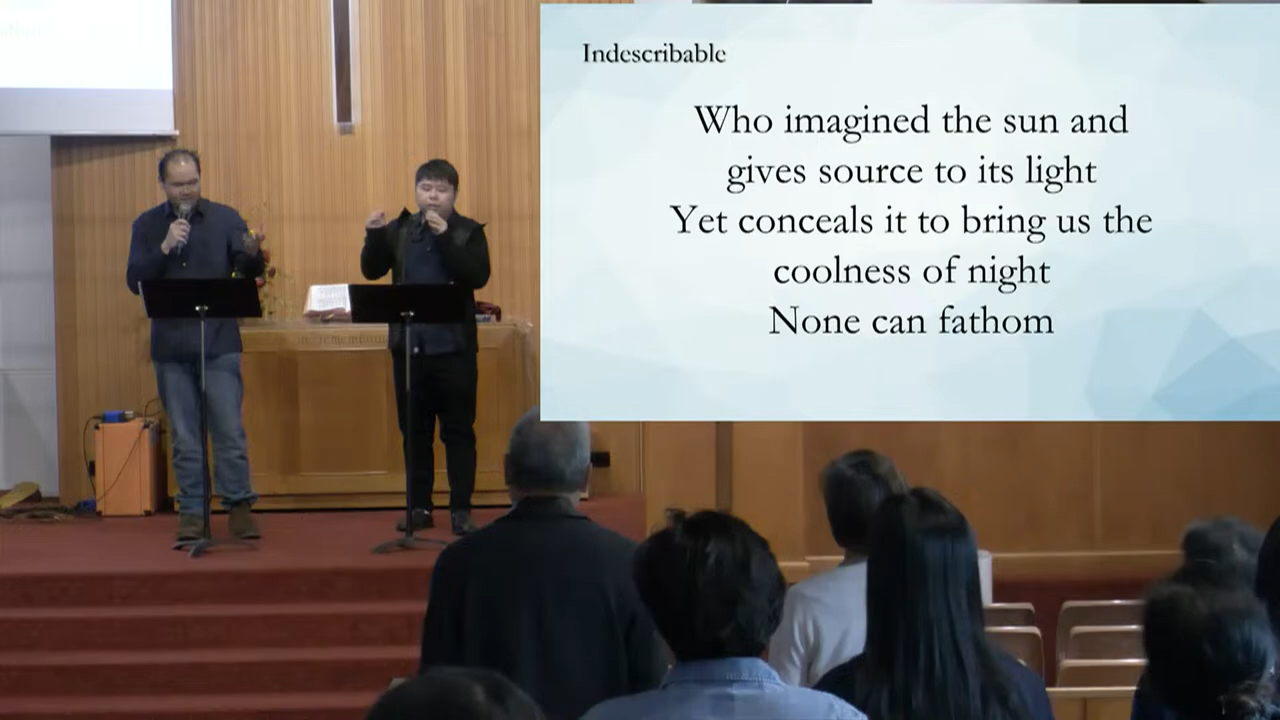 Indescribable
Who imagined the sun and
gives source to its light
Yet conceals it to bring us the
coolness of night
None can fathom